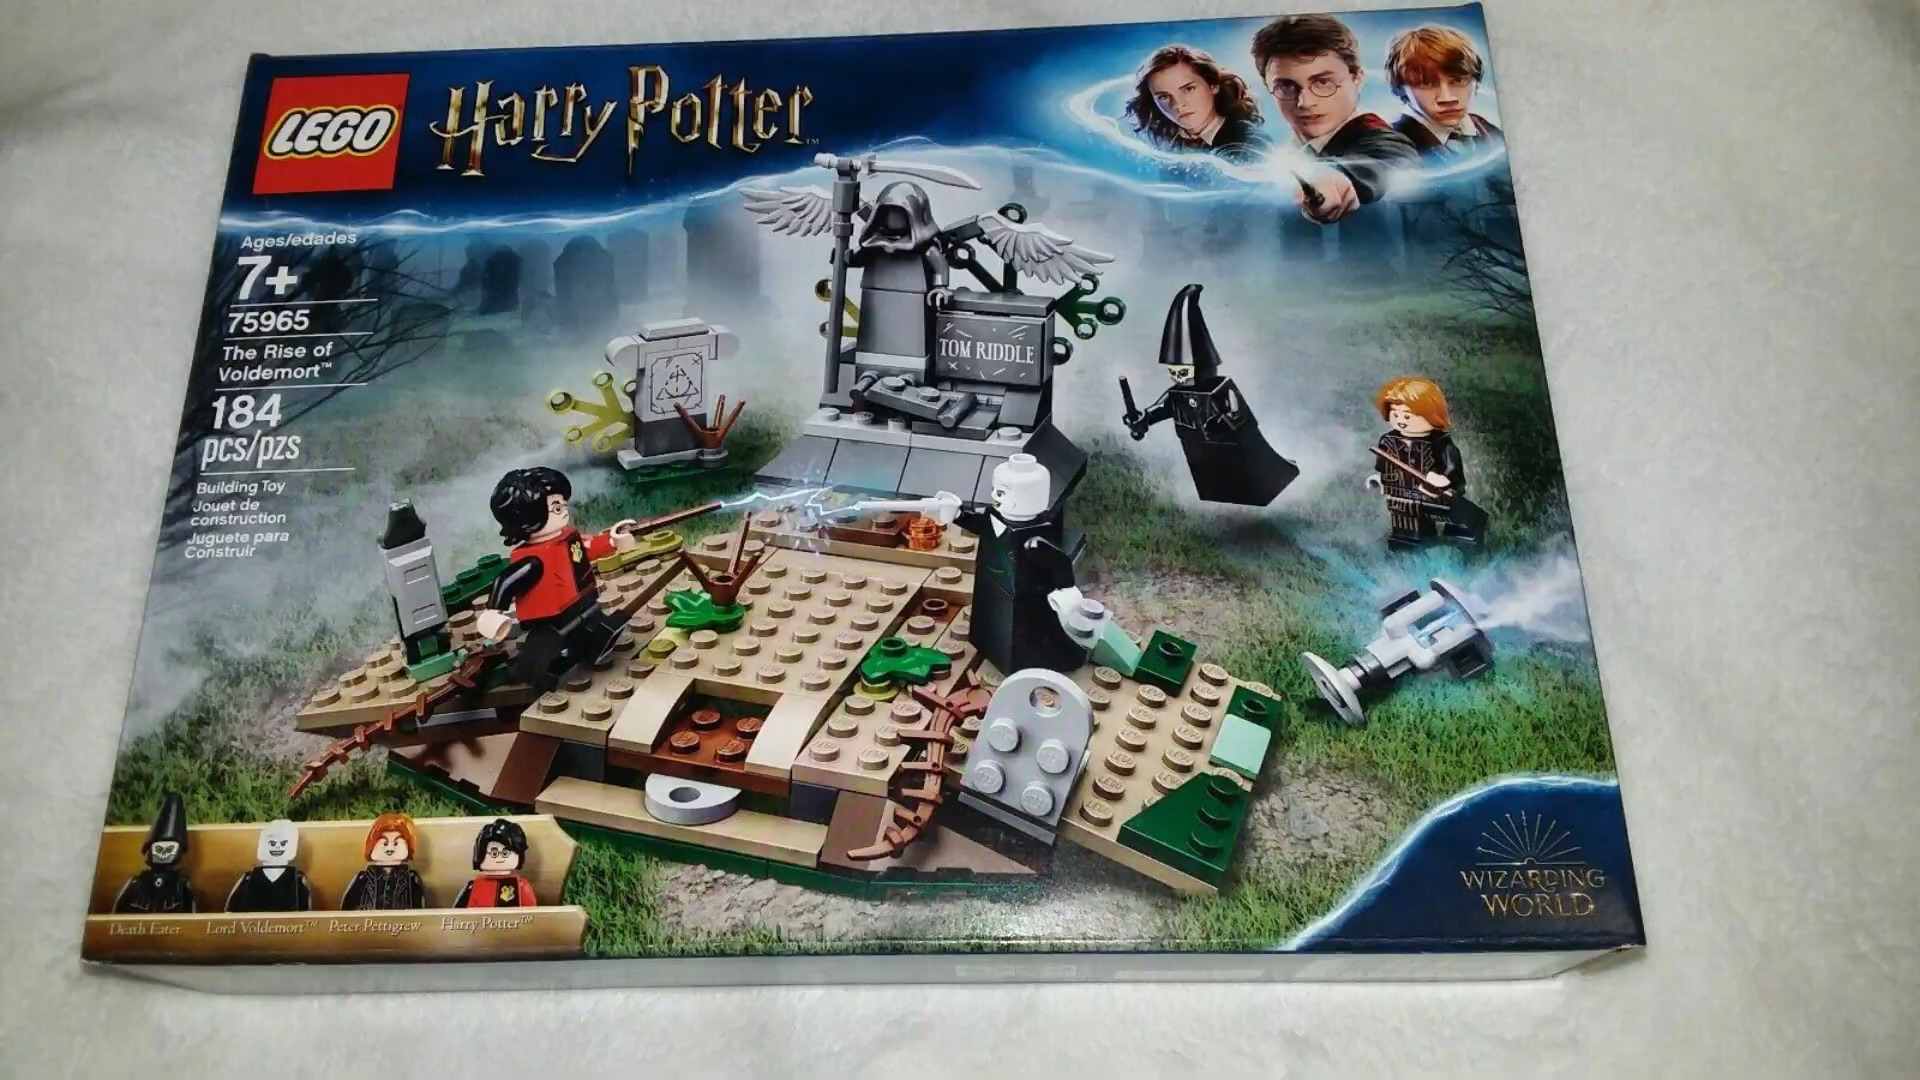 LEGO
Harry Potter™
Ages/edades
7+
75965
The Rise of
Voldemort™
184
pcs/pzs
Building Toy
Jouet de
construction
Juguete para
Construir
TOM RIDDLE
Death Eater
Lord Voldemort™
Peter Pettigrew
Harry Potter™
WIZARDING
WORLD